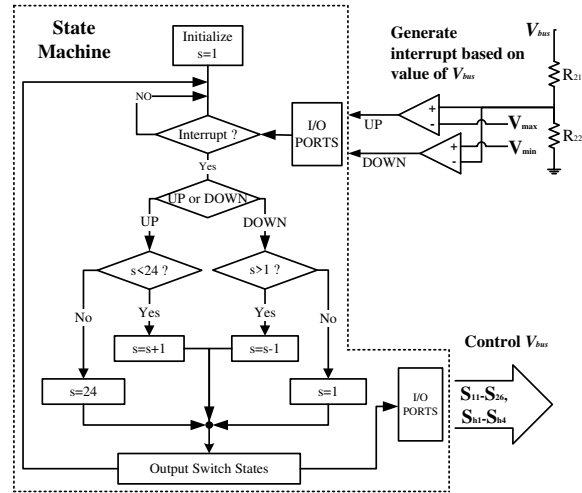 State
Machine
Initialize
s=1
NO
Interrupt ?
I/O
PORTS
Yes
UP or DOWN
UP
DOWN
s<24 ?
s>1 ?
No
Yes
Yes
No
s=s+1
s=s-1
s=24
s=1
Output Switch States
I/O
PORTS
Generate
interrupt based on
value of Vbus
Vbus
R21
R22
+
-
Vmax
UP
+
-
Vmin
DOWN
Control Vbus
S11-S26,
Sh1-Sh4